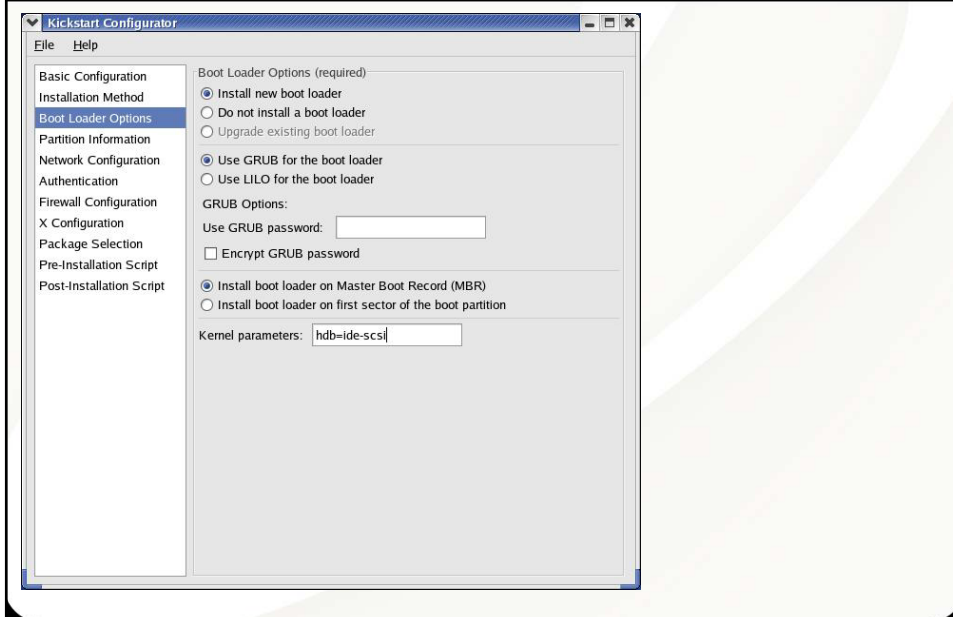 Kickstart Configurator
File Help
Basic Configuration
Installation Method
Boot Loader Options
Partition Information
Network Configuration
Authentication
Firewall Configuration
X Configuration
Package Selection
Pre-Installation Script
Post-Installation Script
Boot Loader Options (required)
Install new boot loader
Do not install a boot loader
Upgrade existing boot loader
Use GRUB for the boot loader
Use LILO for the boot loader
GRUB Options:
Use GRUB password:
Encrypt GRUB password
Install boot loader on Master Boot Record (MBR)
Install boot loader on first sector of the boot partition
Kernel parameters: hdb=ide-scsi